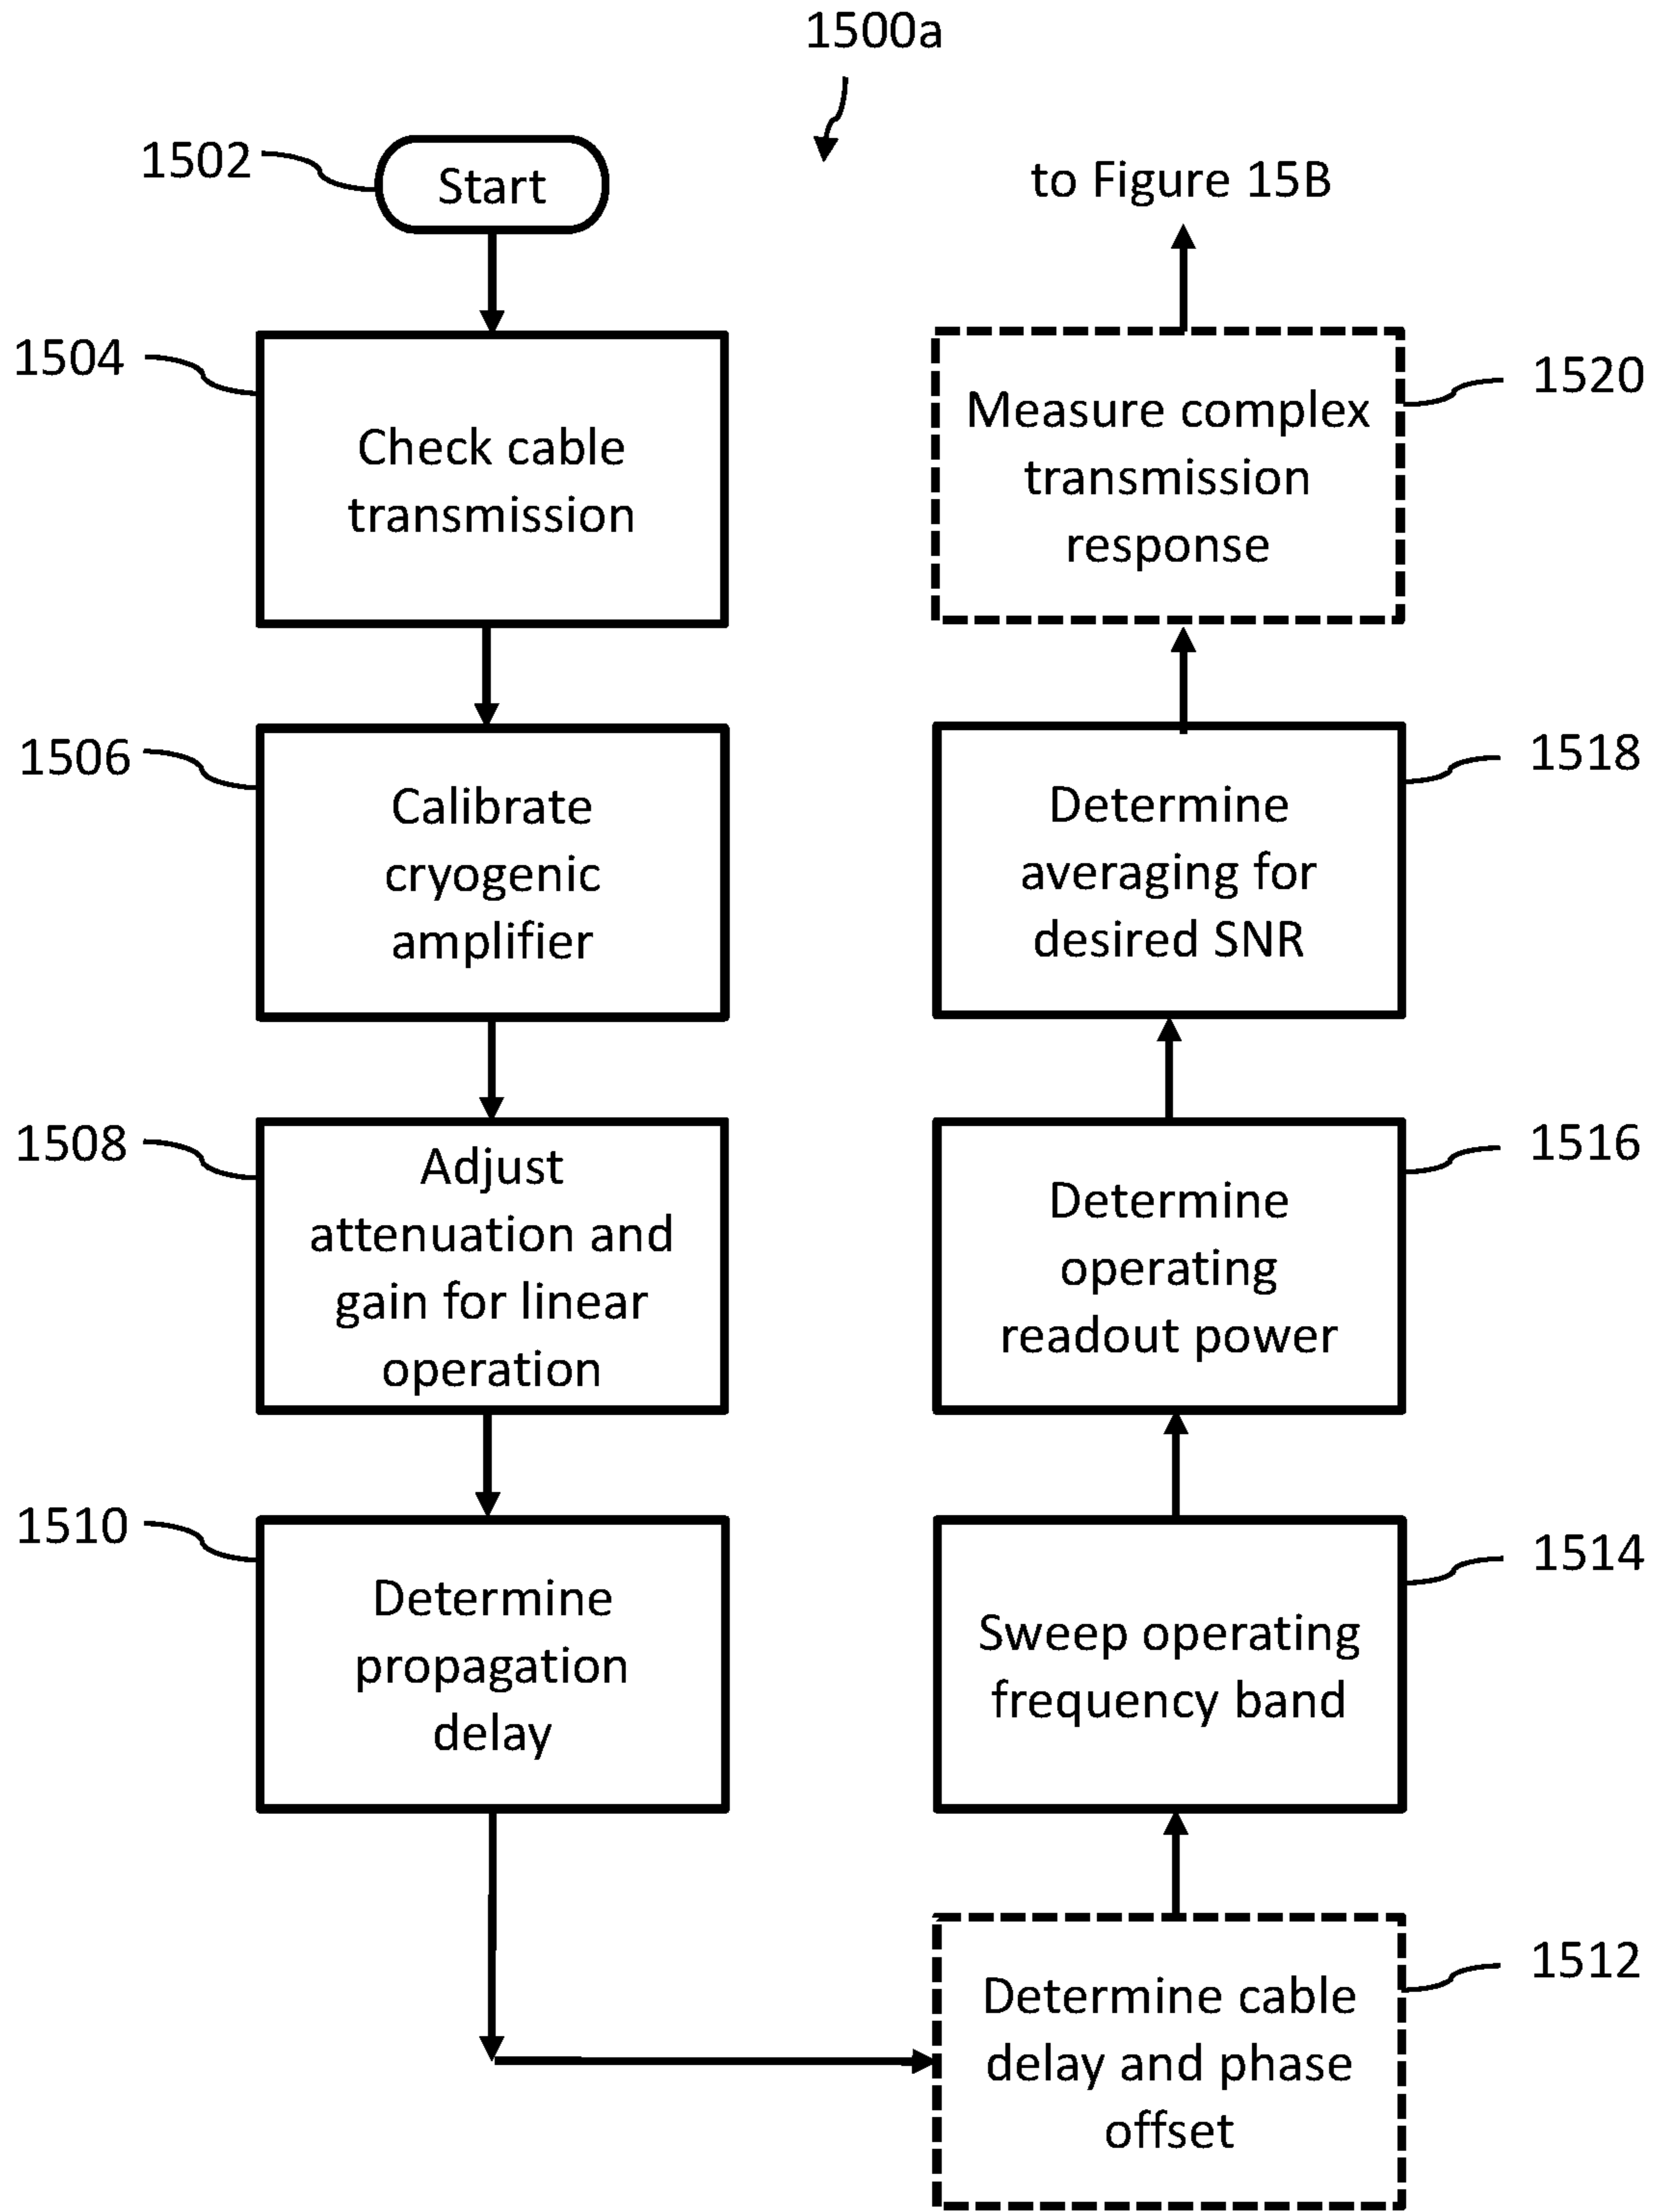 1500a
1502
Start
1504
Check cable
transmission
1506
Calibrate
cryogenic
amplifier
1508
Adjust
attenuation and
gain for linear
operation
1510
Determine
propagation
delay
1512
Determine cable
delay and phase
offset
1514
Sweep operating
frequency band
1516
Determine
operating
readout power
1518
Determine
averaging for
desired SNR
1520
Measure complex
transmission
response
to Figure 15B